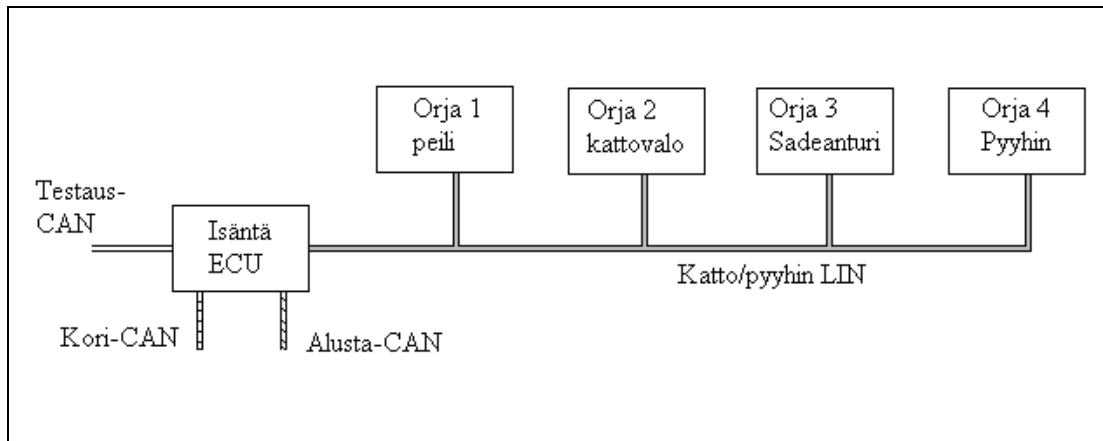 Orja 1
peili
Orja 2
kattovalo
Orja 3
Sadeanturi
Orja 4
Pyyhin
Testaus-
CAN
Isäntä
ECU
Katto/pyyhin LIN
Kori-CAN
Alusta-CAN